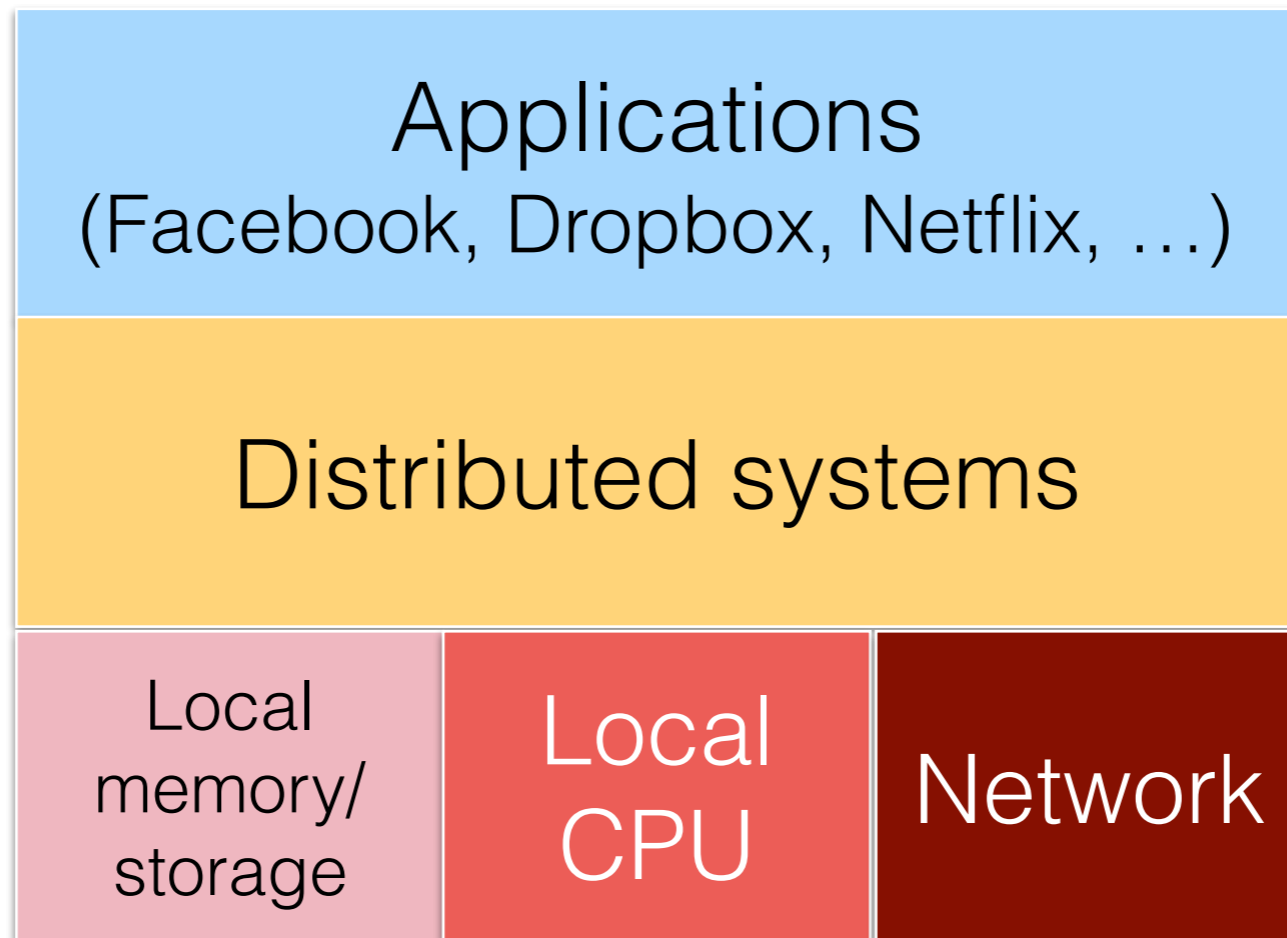 Applications
(Facebook, Dropbox, Netflix, …)
Distributed systems
Local
memory/
storage
Local
CPU
Network